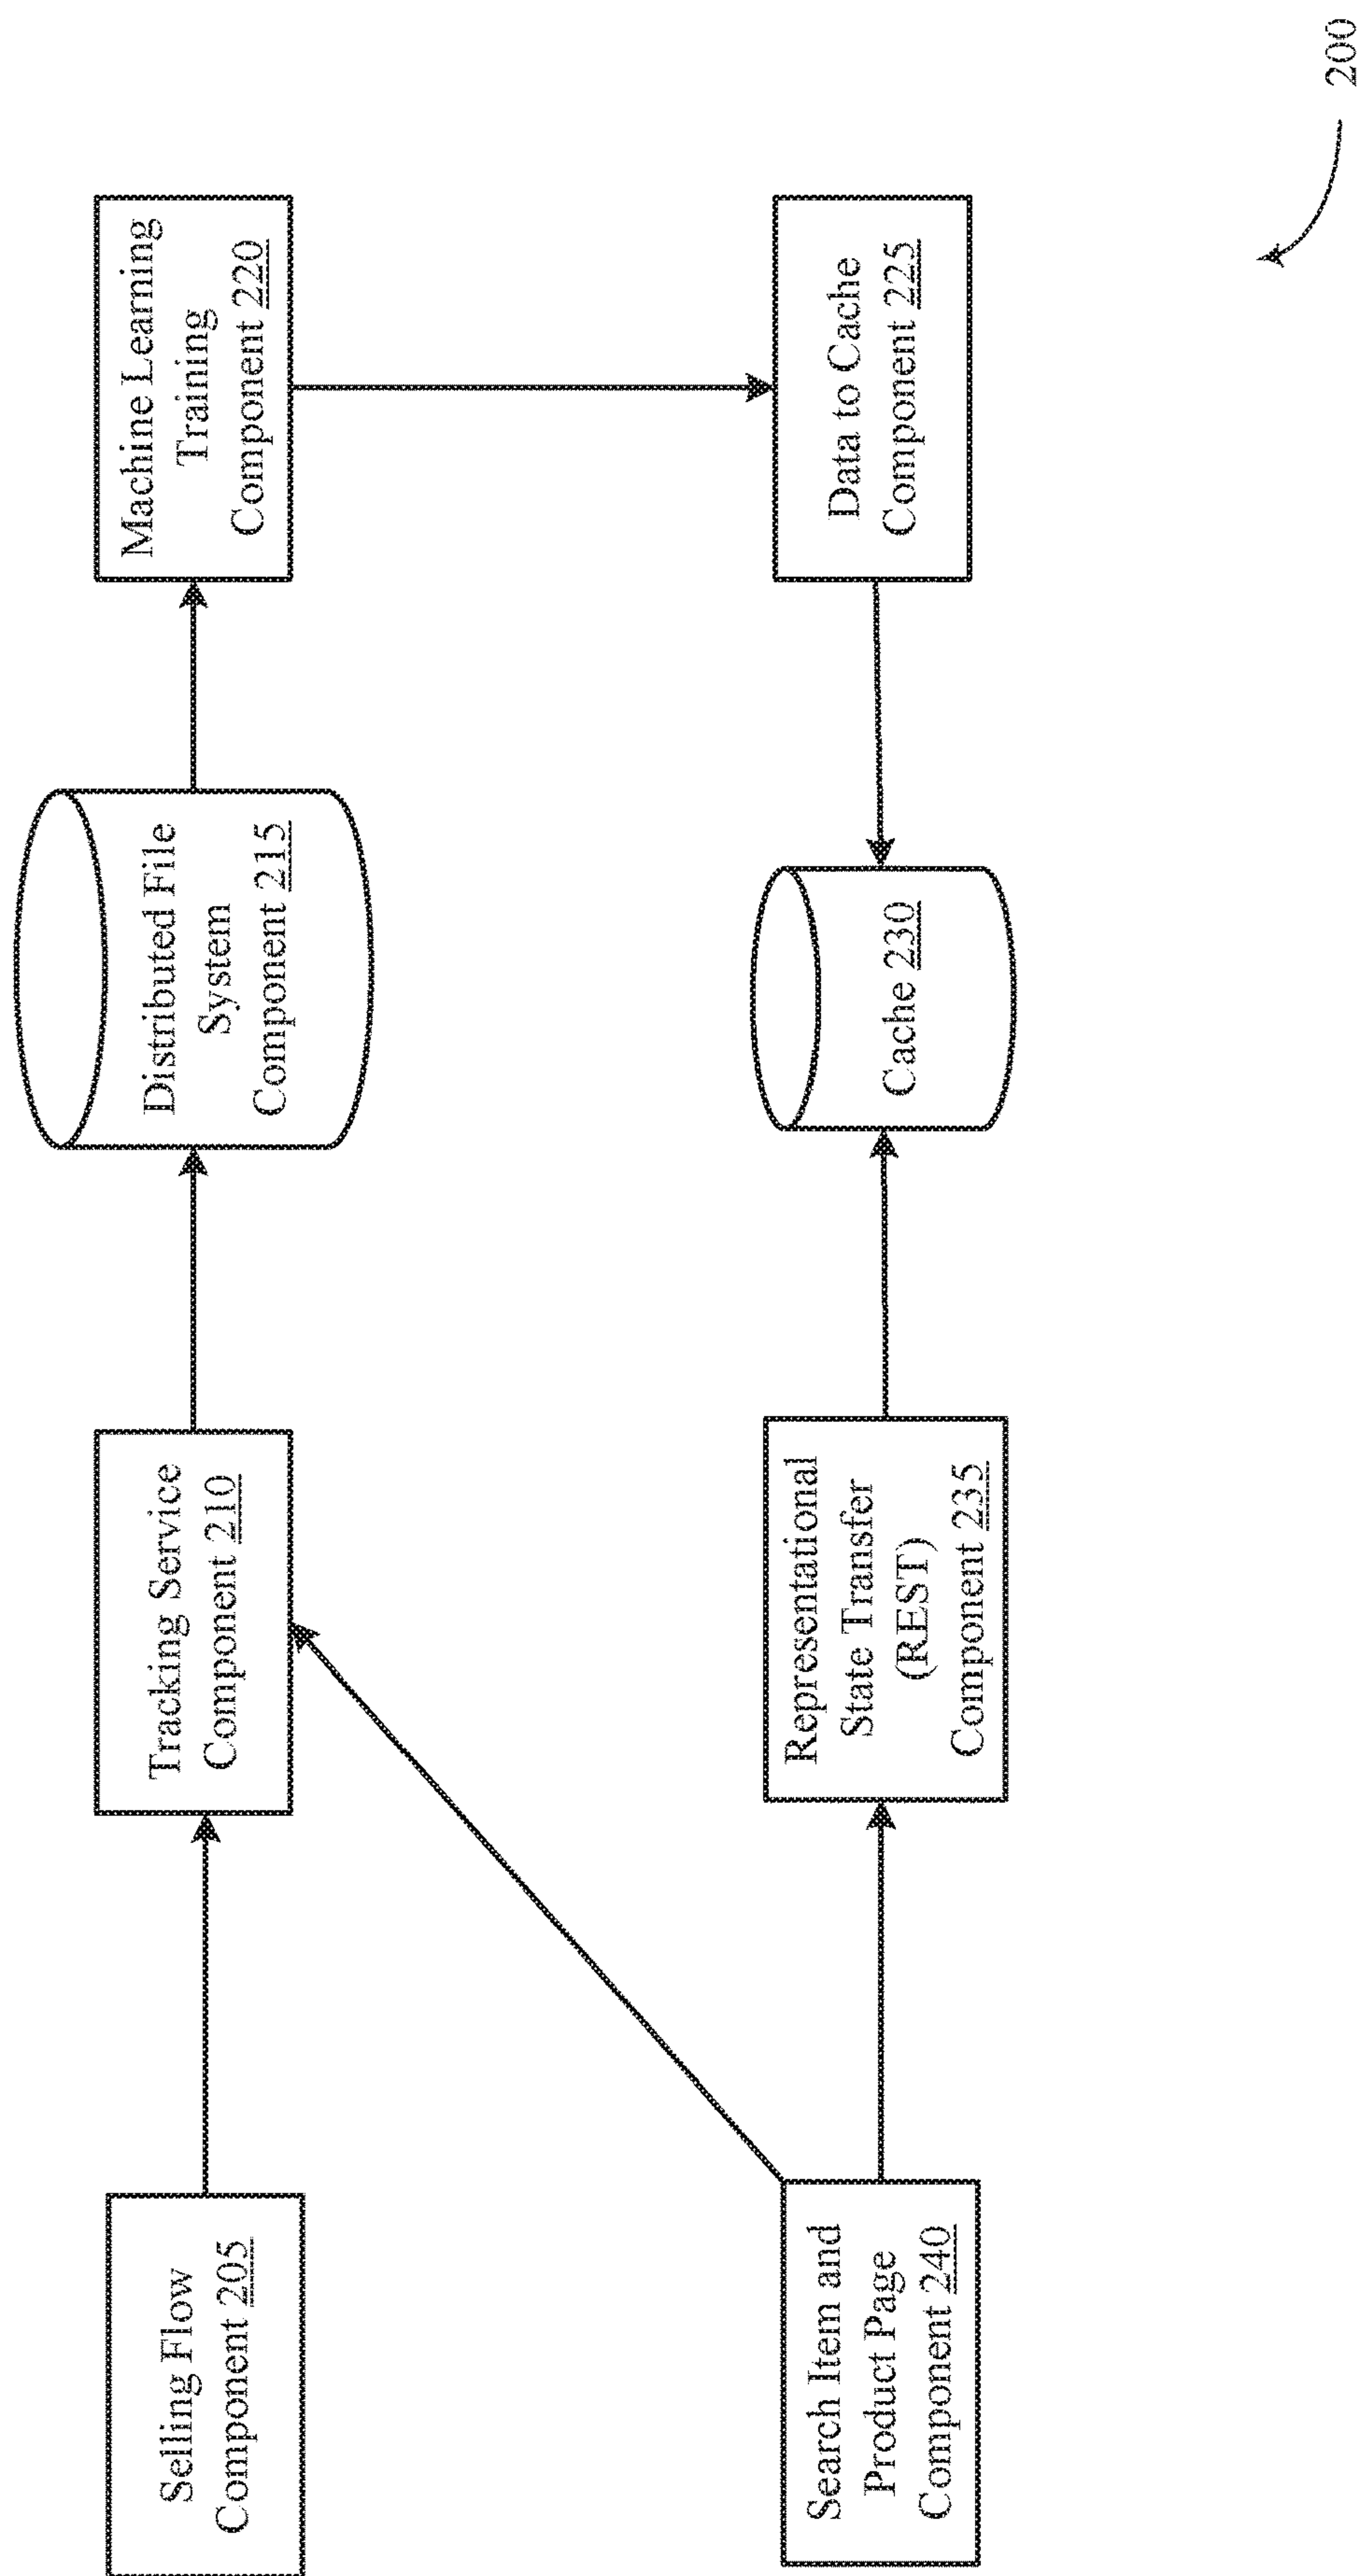 Selling Flow
Component 205
Tracking Service
Component 210
Distributed File
System
Component 215
Machine Learning
Training
Component 220
Search Item and
Product Page
Component 240
Representational
State Transfer
(REST)
Component 235
Cache 230
Data to Cache
Component 225
200